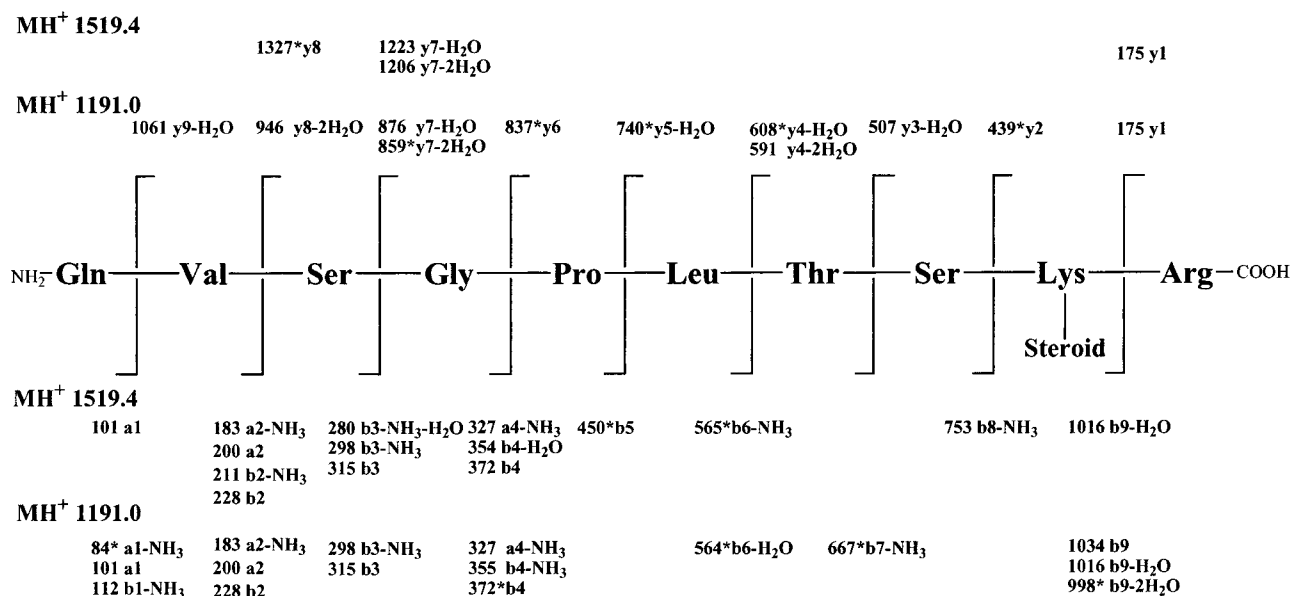 MH⁺ 1519.4
1327*y8 1223 y7-H₂O 175 y1
1206 y7-2H₂O
MH⁺ 1191.0
1061 y9-H₂O 946 y8-2H₂O 876 y7-H₂O 837*y6 740*y5-H₂O 608*y4-H₂O 507 y3-H₂O 439*y2 175 y1
859*y7-2H₂O 591 y4-2H₂O
NH₂ Gln Val Ser Gly Pro Leu Thr Ser Lys Arg COOH
Steroid
MH⁺ 1519.4
101 a1 183 a2-NH₃ 280 b3-NH₃-H₂O 327 a4-NH₃ 450*b5 565*b6-NH₃ 753 b8-NH₃ 1016 b9-H₂O
200 a2 298 b3-NH₃ 354 b4-H₂O
211 b2-NH₃ 315 b3 372 b4
228 b2
MH⁺ 1191.0
84* a1-NH₃ 183 a2-NH₃ 298 b3-NH₃ 327 a4-NH₃ 564*b6-H₂O 667*b7-NH₃ 1034 b9
101 a1 200 a2 315 b3 355 b4-NH₃ 1016 b9-H₂O
112 b1-NH₃ 228 b2 372*b4 998* b9-2H₂O